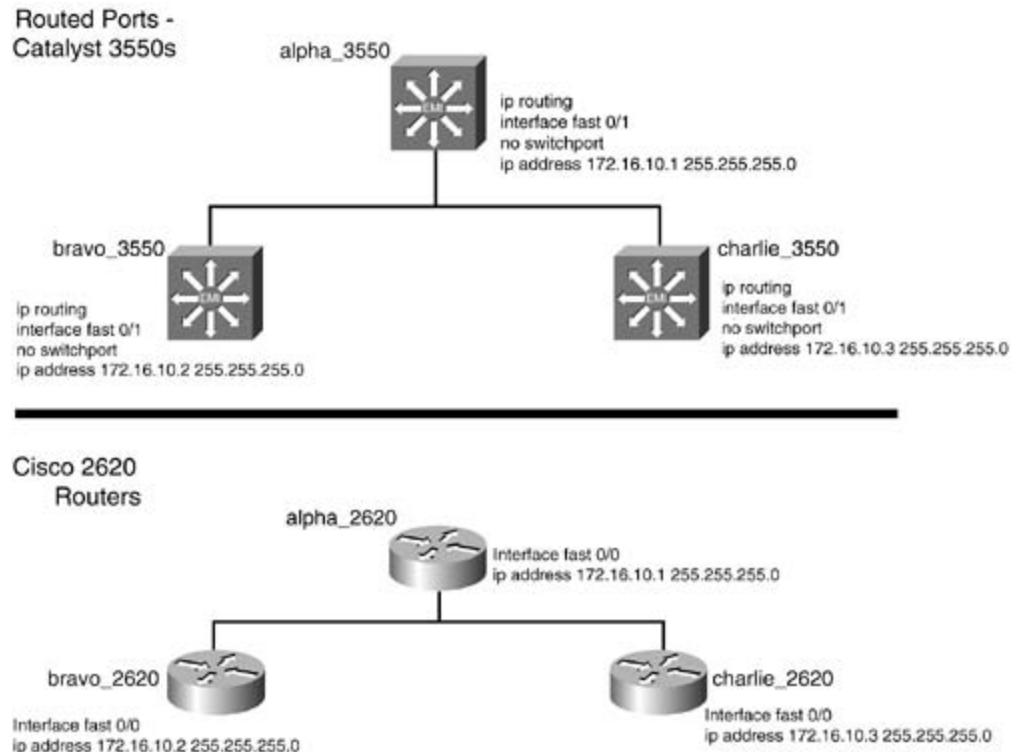 Routed Ports -
Catalyst 3550s
alpha_3550
EMI
ip routing
interface fast 0/1
no switchport
ip address 172.16.10.1 255.255.255.0
bravo_3550
EMI
ip routing
interface fast 0/1
no switchport
ip address 172.16.10.2 255.255.255.0
charlie_3550
EMI
ip routing
interface fast 0/1
no switchport
ip address 172.16.10.3 255.255.255.0
Cisco 2620
Routers
alpha_2620
Interface fast 0/0
ip address 172.16.10.1 255.255.255.0
bravo_2620
Interface fast 0/0
ip address 172.16.10.2 255.255.255.0
charlie_2620
Interface fast 0/0
ip address 172.16.10.3 255.255.255.0